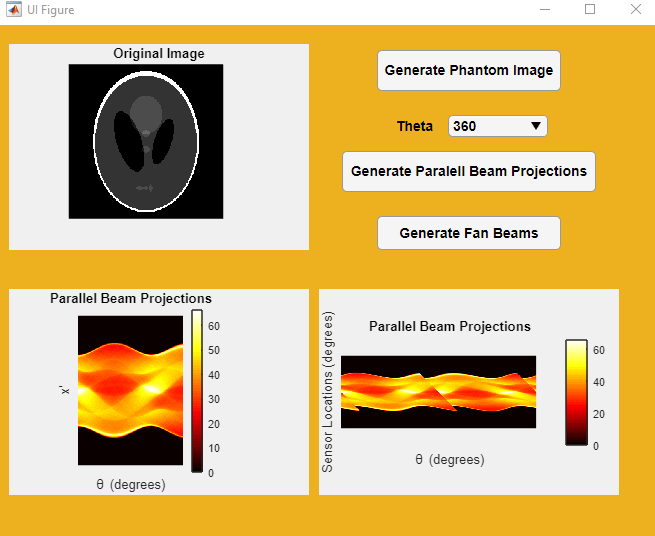 UI Figure
Original Image
Generate Phantom Image
Theta
360
Generate Paralell Beam Projections
Generate Fan Beams
Parallel Beam Projections
χ'
60
50
40
30
20
10
0
θ (degrees)
Parallel Beam Projections
Sensor Locations (degrees)
60
40
20
0
θ (degrees)